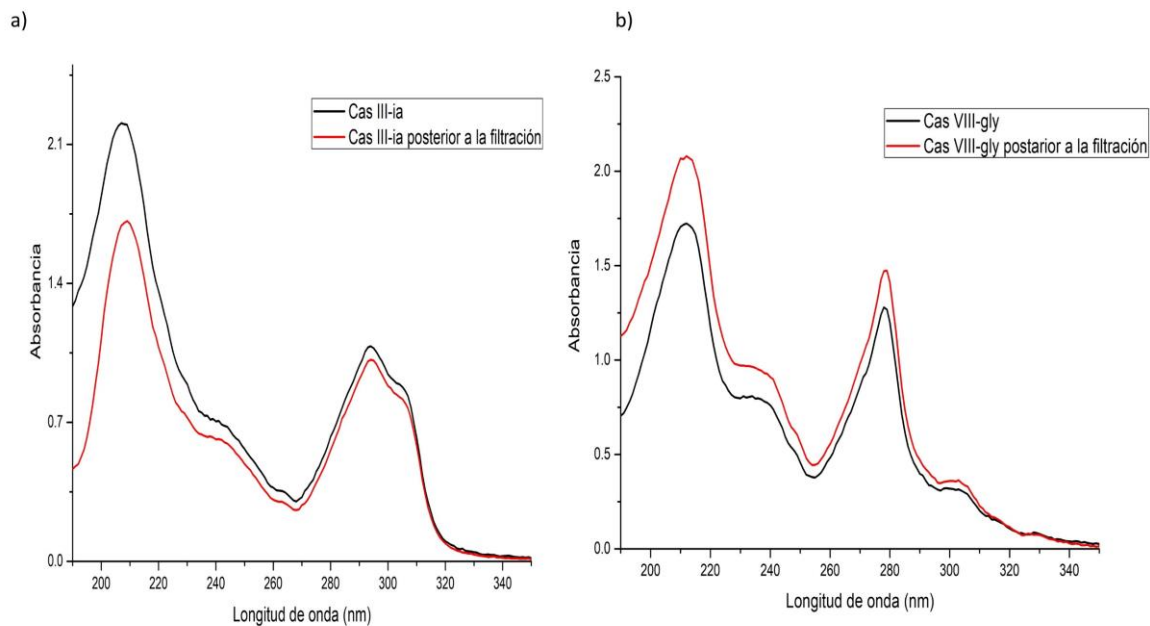 a)
Cas III-ia
Cas III-ia posterior a la filtración
Absorbancia
2.1
1.4
0.7
0.0
200 220 240 260 280 300 320 340
Longitud de onda (nm)
b)
Cas VIII-gly
Cas VIII-gly postarior a la filtración
Absorbancia
2.5
2.0
1.5
1.0
0.5
0.0
200 220 240 260 280 300 320 340
Longitud de onda (nm)